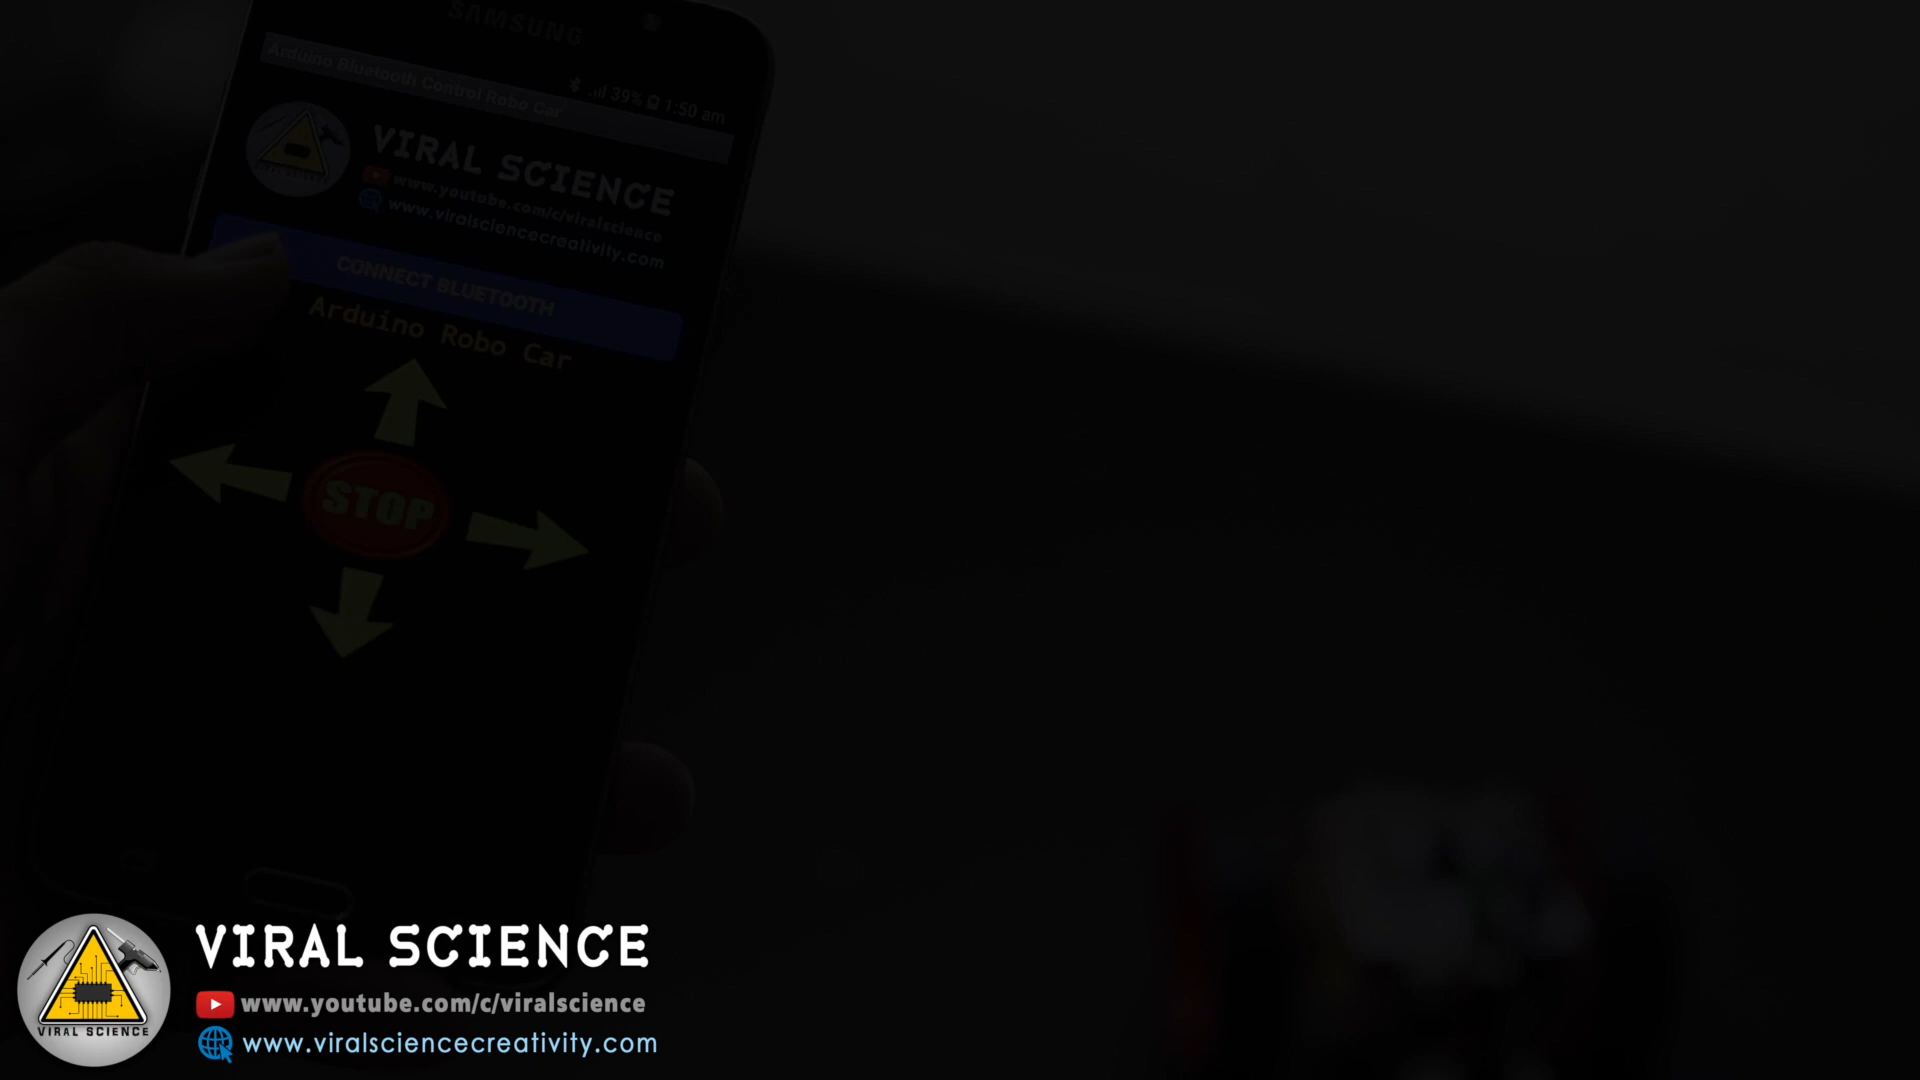 SAMSUNG
39% 1:50 am
Arduino Bluetooth Control Robo Car
VIRAL SCIENCE
www.youtube.com/c/viralscience
www.viralsciencecreativity.com
CONNECT BLUETOOTH
Arduino Robo Car
STOP
VIRAL SCIENCE
VIRAL SCIENCE
www.youtube.com/c/viralscience
www.viralsciencecreativity.com